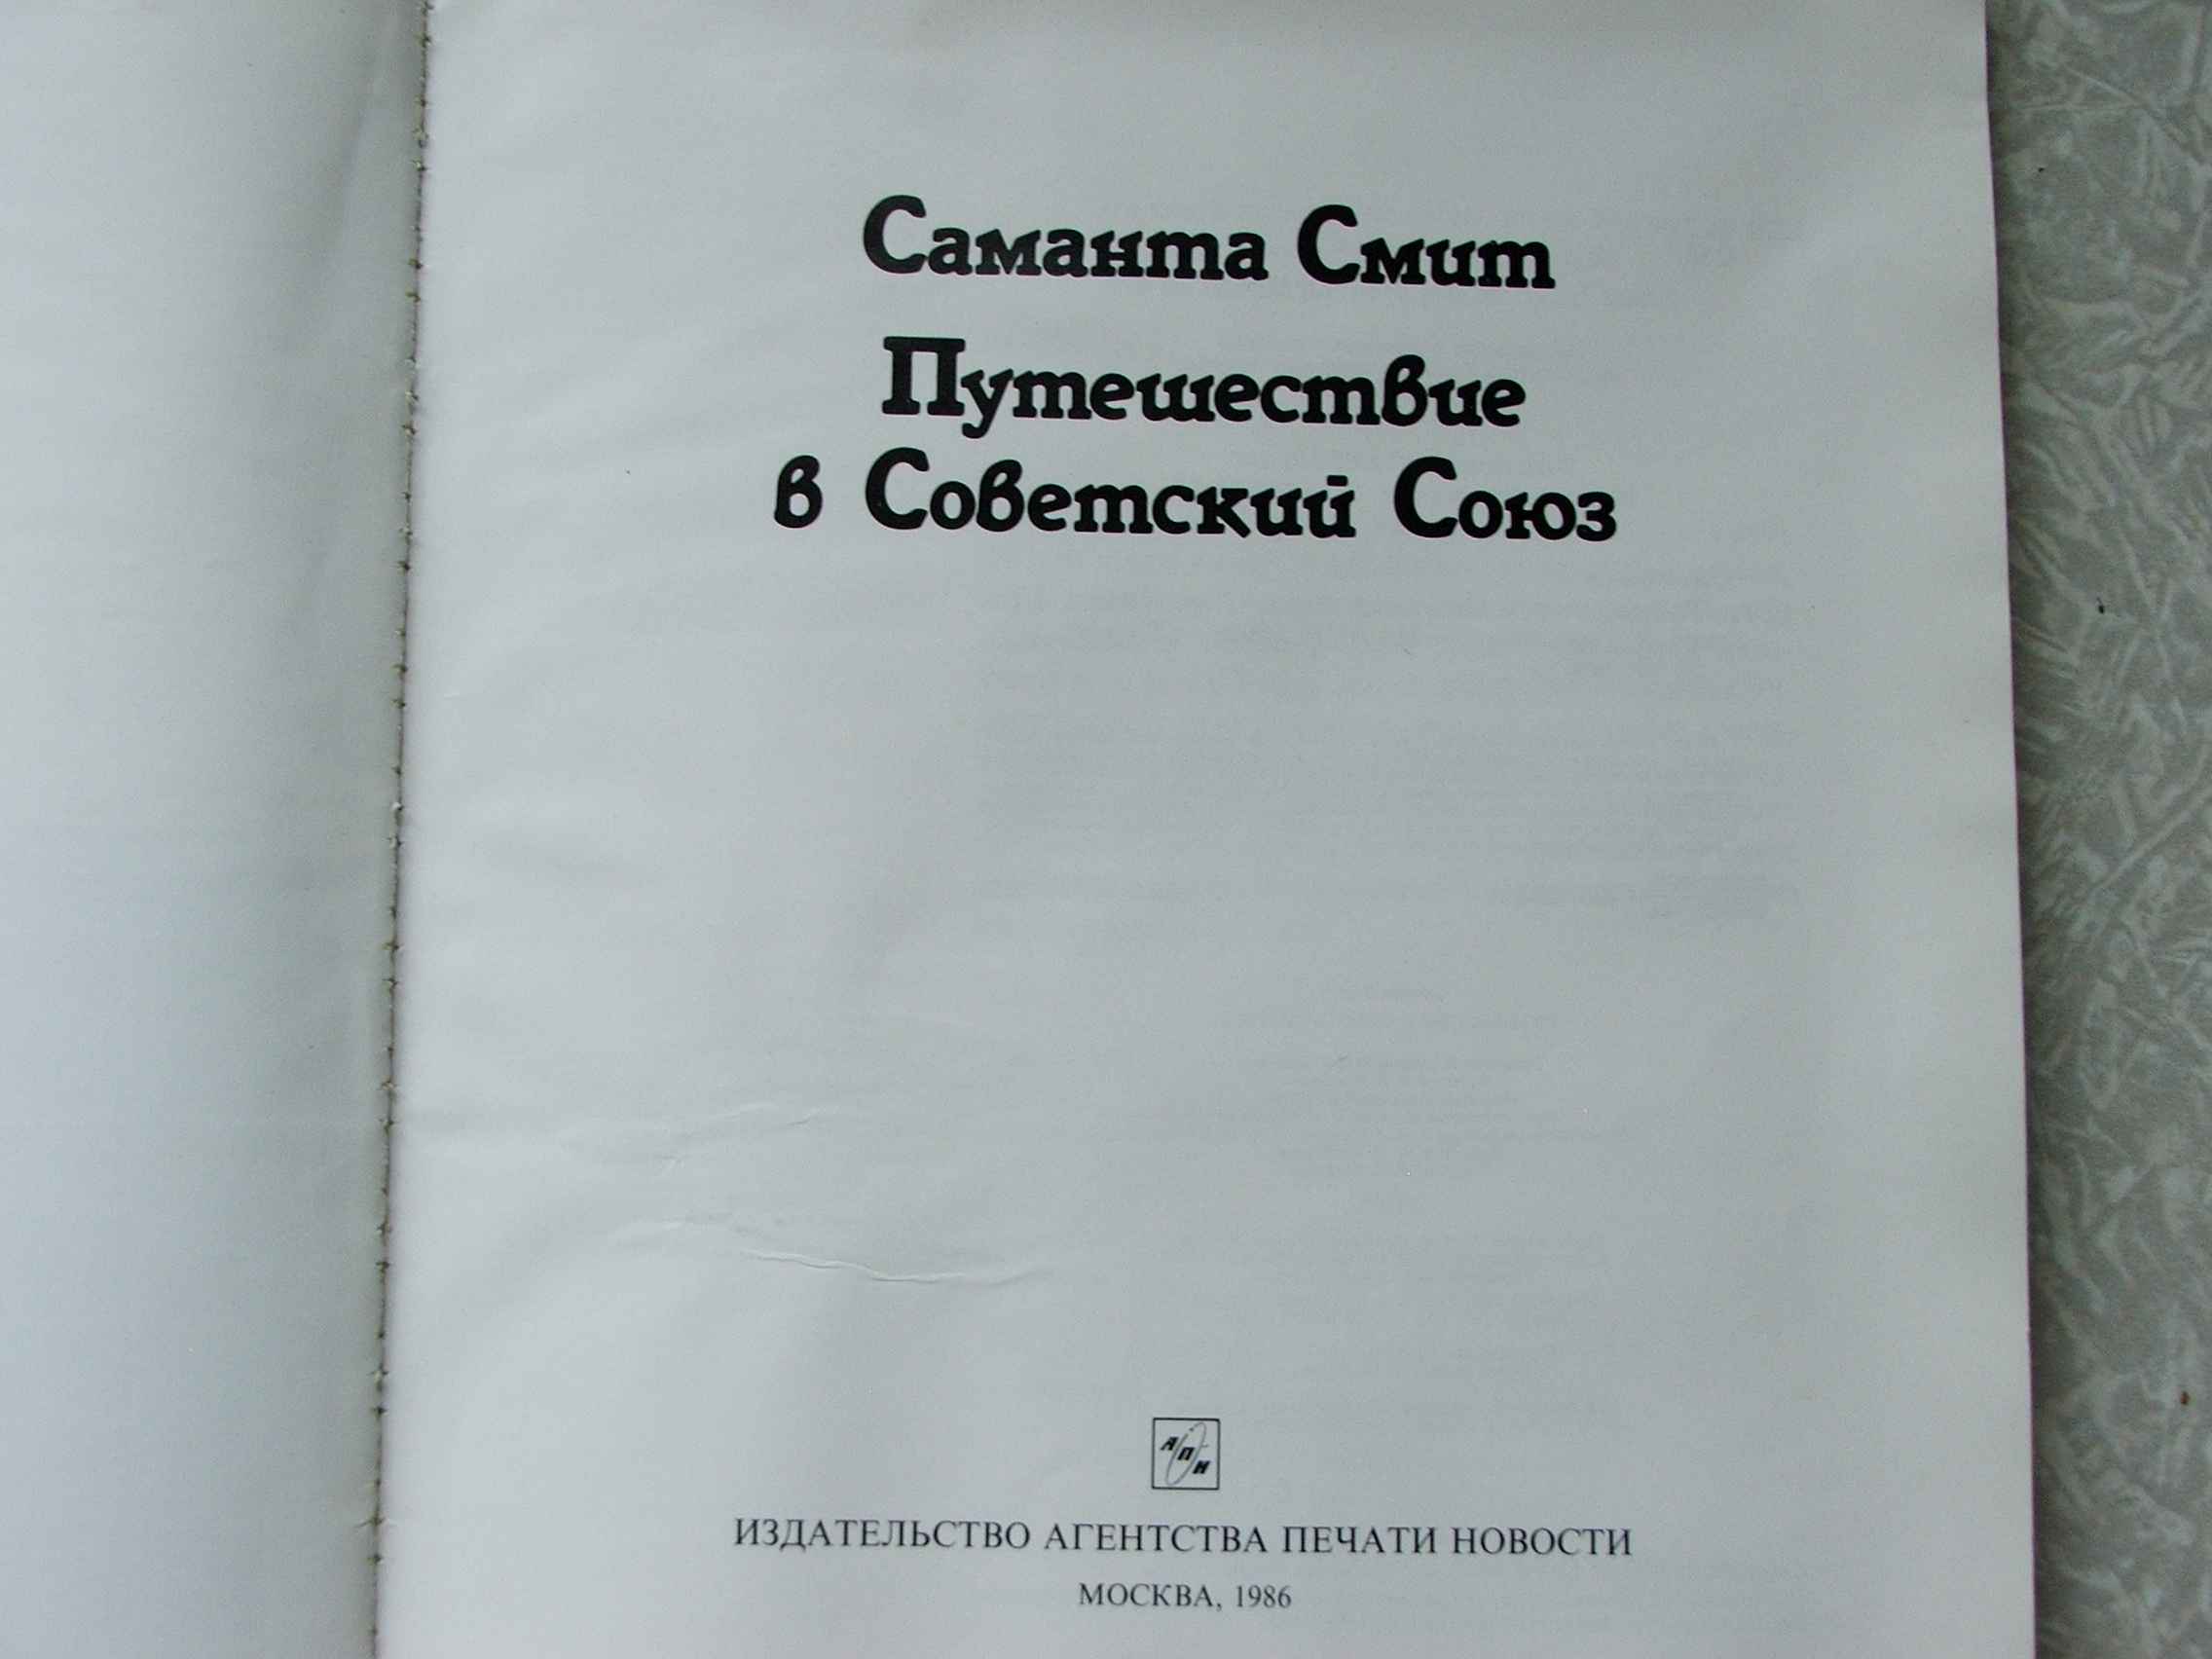 Саманта Смит
Путешествие
в Советский Союз
АПН
ИЗДАТЕЛЬСТВО АГЕНТСТВА ПЕЧАТИ НОВОСТИ
МОСКВА, 1986